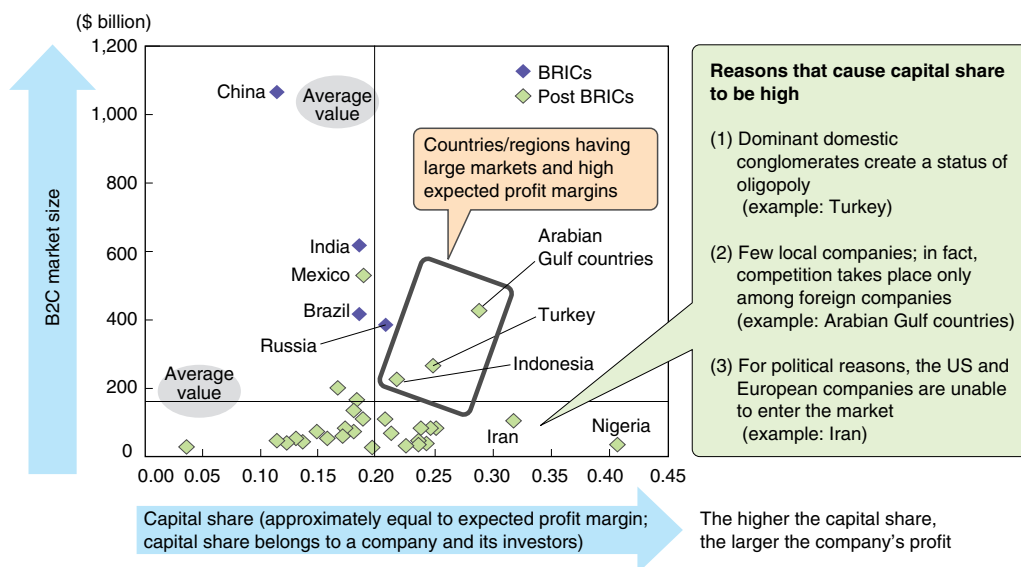 ($ billion)
1,200
1,000
800
600
400
200
0
B2C market size
China
Average
value
BRICs
Post BRICs
Countries/regions having
large markets and high
expected profit margins
India
Mexico
Brazil
Russia
Arabian
Gulf countries
Turkey
Indonesia
Average
value
Iran
Nigeria
0.00 0.05 0.10 0.15 0.20 0.25 0.30 0.35 0.40 0.45
Capital share (approximately equal to expected profit margin;
capital share belongs to a company and its investors)
The higher the capital share,
the larger the company's profit
Reasons that cause capital share
to be high
(1) Dominant domestic
conglomerates create a status of
oligopoly
(example: Turkey)
(2) Few local companies; in fact,
competition takes place only
among foreign companies
(example: Arabian Gulf countries)
(3) For political reasons, the US and
European companies are unable
to enter the market
(example: Iran)